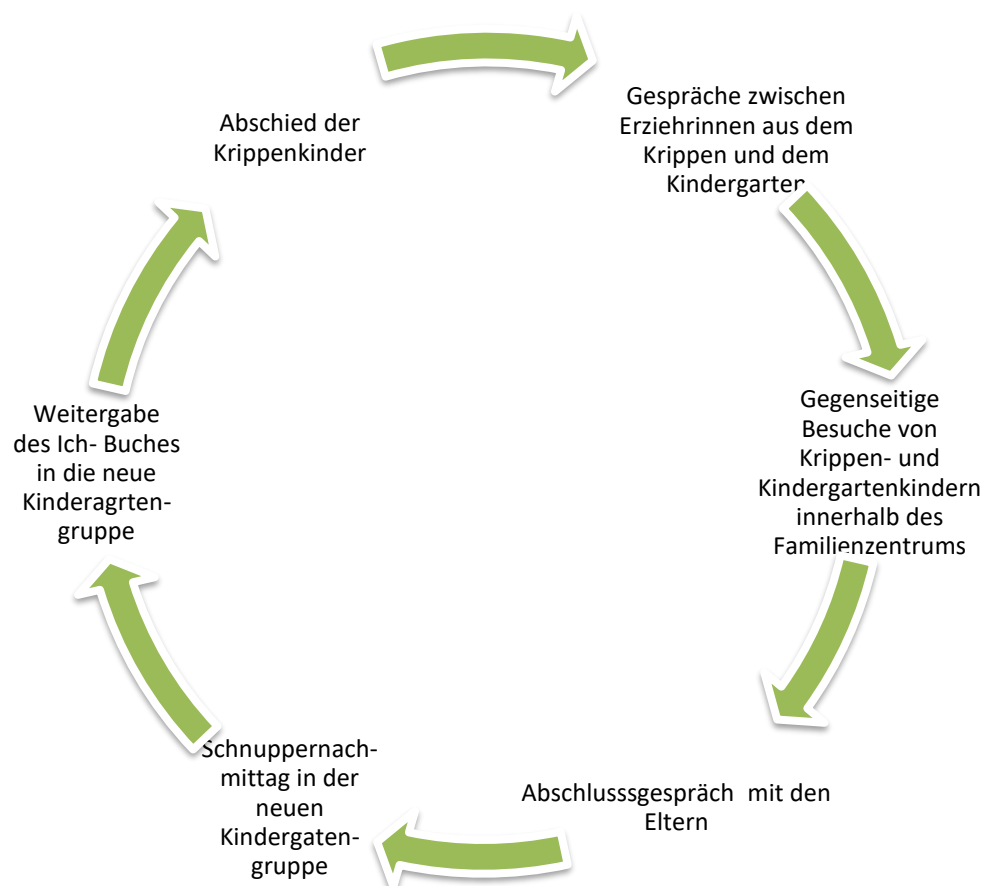 Abschied der
Krippenkinder
Gespräche zwischen
Erziehrinnen aus dem
Krippen und dem
Kindergarten
Gegenseitige
Besuche von
Krippen- und
Kindergartenkindern
innerhalb des
Familienzentrums
Abschlusssgespräch  mit den
Eltern
Schnuppernach-
mittag in der
neuen
Kindergaten-
gruppe
Weitergabe
des Ich- Buches
in die neue
Kinderagrten-
gruppe